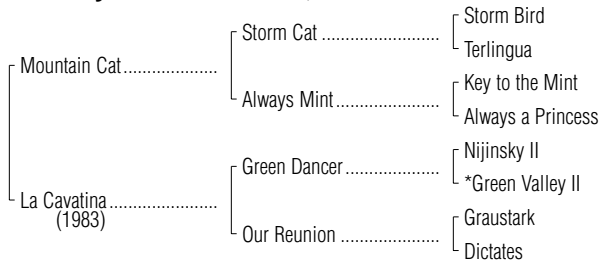 Storm Bird
Storm Cat ......................
Terlingua
Mountain Cat...................
Key to the Mint
Always Mint.....................
Always a Princess
Nijinsky II
Green Dancer...................
*Green Valley II
La Cavatina......................
(1983)
Graustark
Our Reunion ....................
Dictates